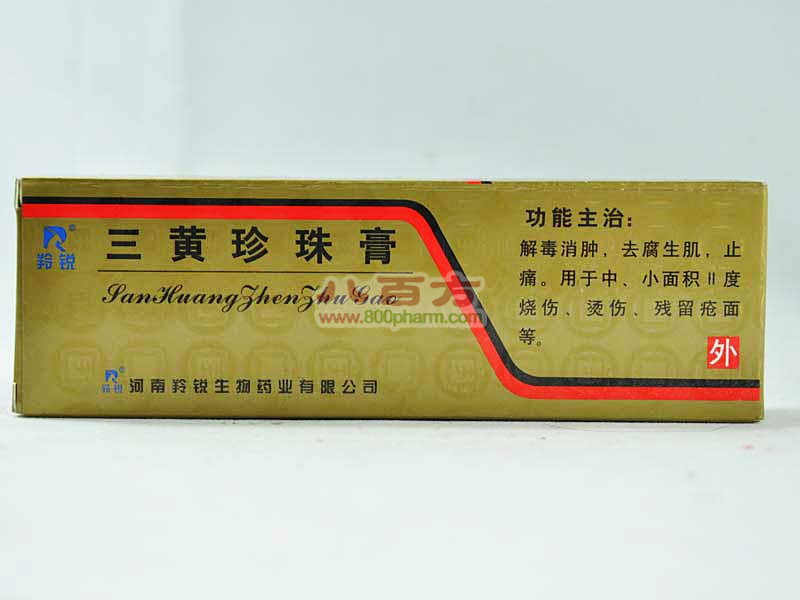 羚锐
三黄珍珠膏
SanHuangZhenZhuGao
羚锐 河南羚锐生物药业有限公司
功能主治:
解毒消肿,去腐生肌,止
痛。用于中、小面积Ⅱ度
烧伤、烫伤、残留疮面
等。
外
八百方
www.800pharm.com